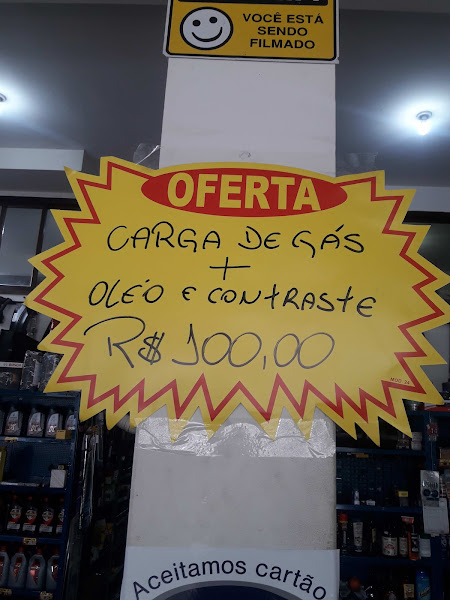 VOCÊ ESTÁ
SENDO
FILMADO
OFERTA
CARGA DE GÁS
+
OLÉO E CONTRASTE
R$ 100,00
Aceitamos cartão